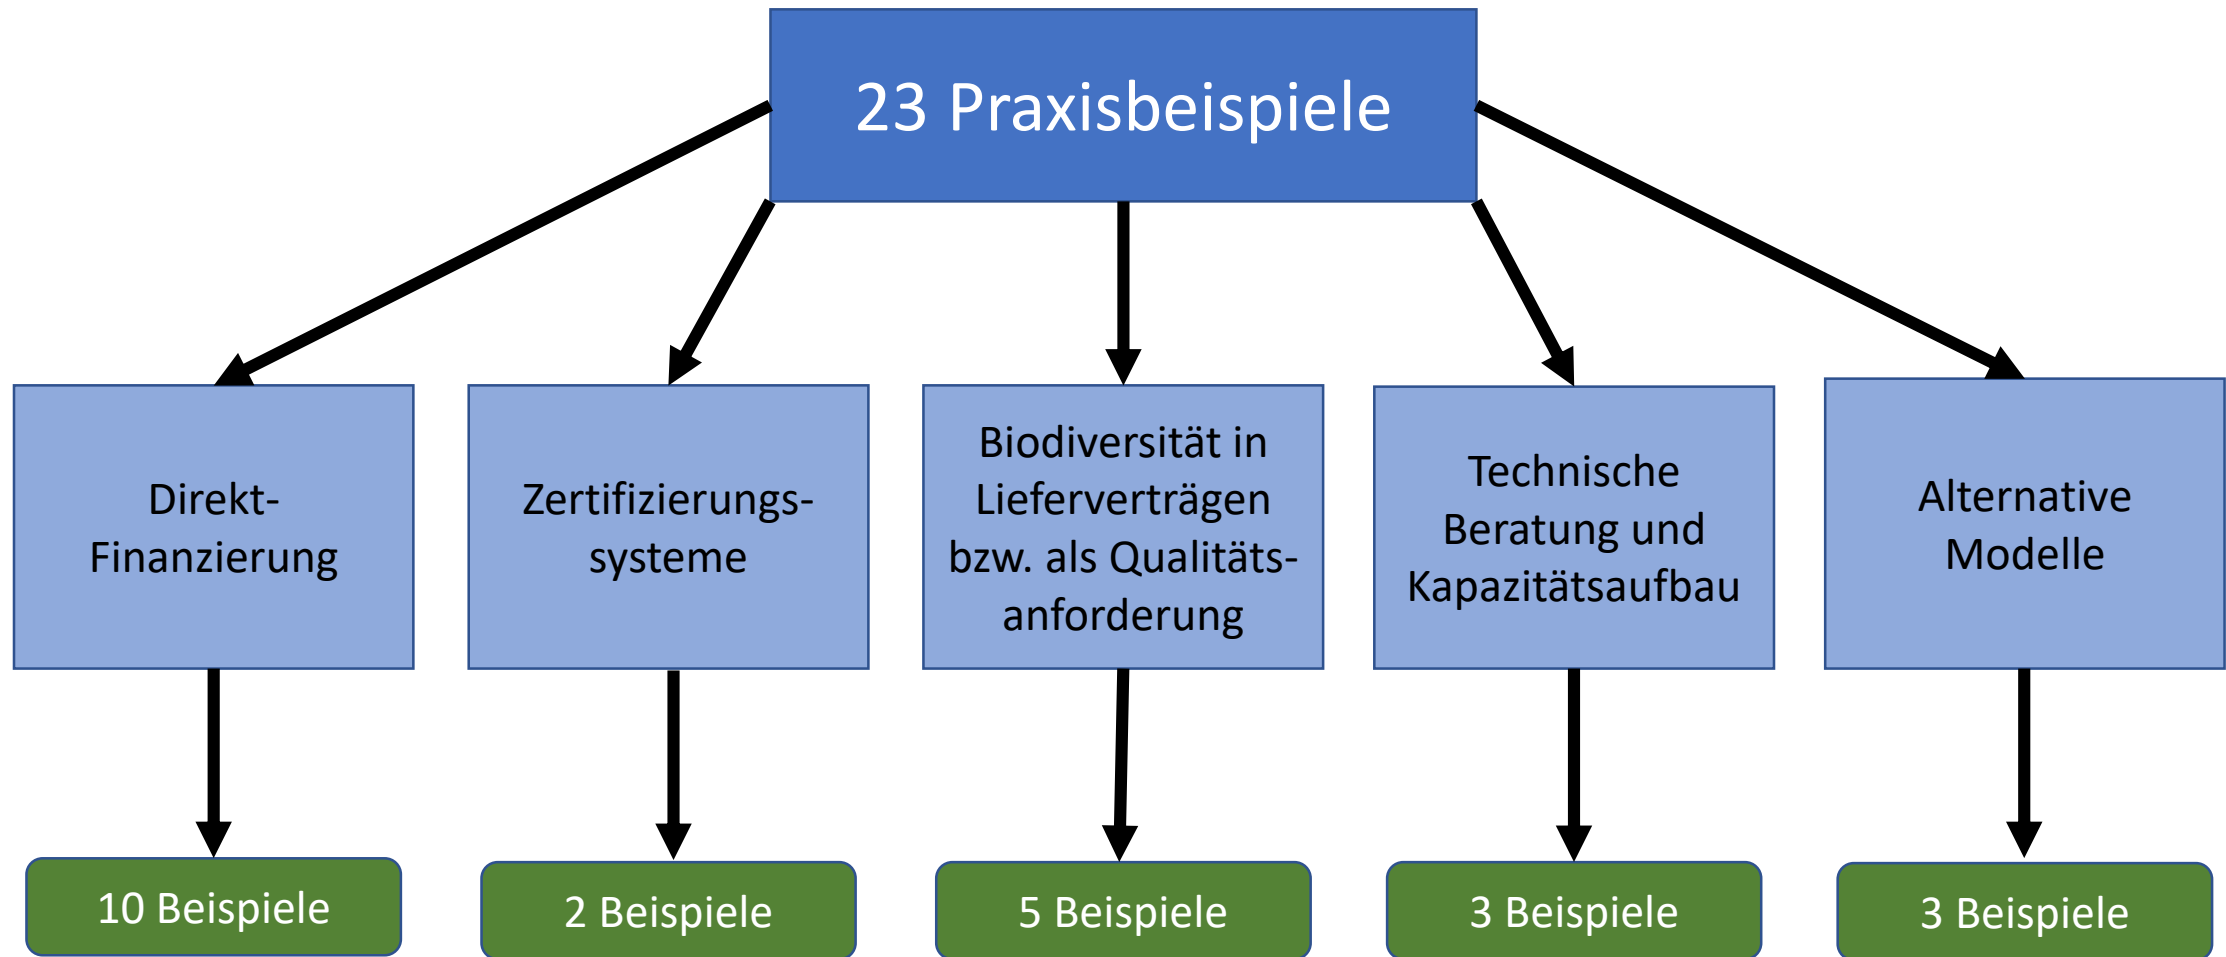 23 Praxisbeispiele
Direkt-
Finanzierung
Zertifizierungs-
systeme
Biodiversität in
Lieferverträgen
bzw. als Qualitäts-
anforderung
Technische
Beratung und
Kapazitätsaufbau
Alternative
Modelle
10 Beispiele
2 Beispiele
5 Beispiele
3 Beispiele
3 Beispiele